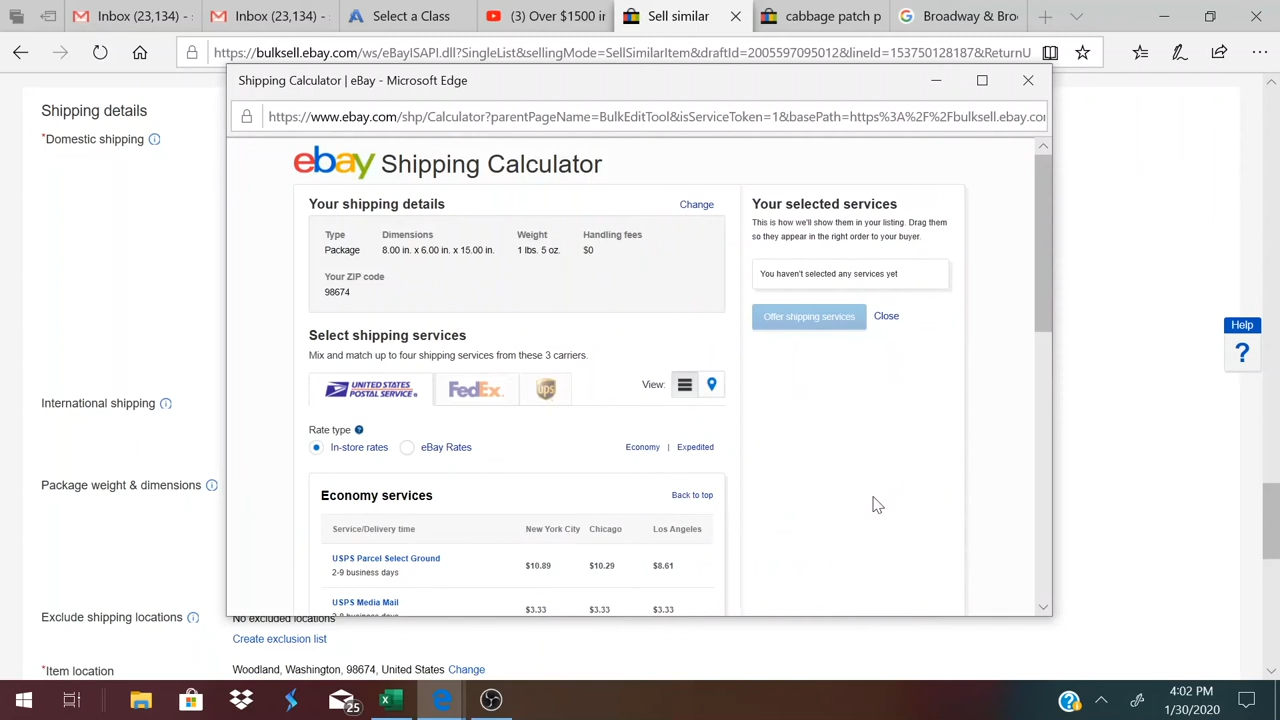 Inbox (23,134) -
Inbox (23,134) -
Select a Class
(3) Over $1500 in
Sell similar
cabbage patch p
Broadway & Bro
https://bulksell.ebay.com/ws/eBayISAPI.dll?SingleList&sellingMode=SellSimilarItem&draftId=2005597095012&lineId=153750128187&ReturnU
Shipping Calculator | eBay - Microsoft Edge
https://www.ebay.com/shp/Calculator?parentPageName=BulkEditTool&isServiceToken=1&basePath=https%3A%2F%2Fbulksell.ebay.cor
Shipping details
*Domestic shipping
International shipping
Package weight & dimensions
Exclude shipping locations
No excluded locations
Create exclusion list
*Item location
Woodland, Washington, 98674, United States Change
ebay Shipping Calculator
Your shipping details
Change
Type Dimensions Weight Handling fees
Package 8.00 in. x 6.00 in. x 15.00 in. 1 lbs. 5 oz. $0
Your ZIP code
98674
Select shipping services
Mix and match up to four shipping services from these 3 carriers.
UNITED STATES
POSTAL SERVICE
FedEx
ups
View:
Rate type
In-store rates
eBay Rates
Economy | Expedited
Economy services
Back to top
Service/Delivery time New York City Chicago Los Angeles
USPS Parcel Select Ground
2-9 business days
$10.89 $10.29 $8.61
USPS Media Mail
2-8 business days
$3.33 $3.33 $3.33
Your selected services
This is how we'll show them in your listing. Drag them
so they appear in the right order to your buyer.
You haven't selected any services yet
Offer shipping services
Close
Help
?
25
4:02 PM
1/30/2020